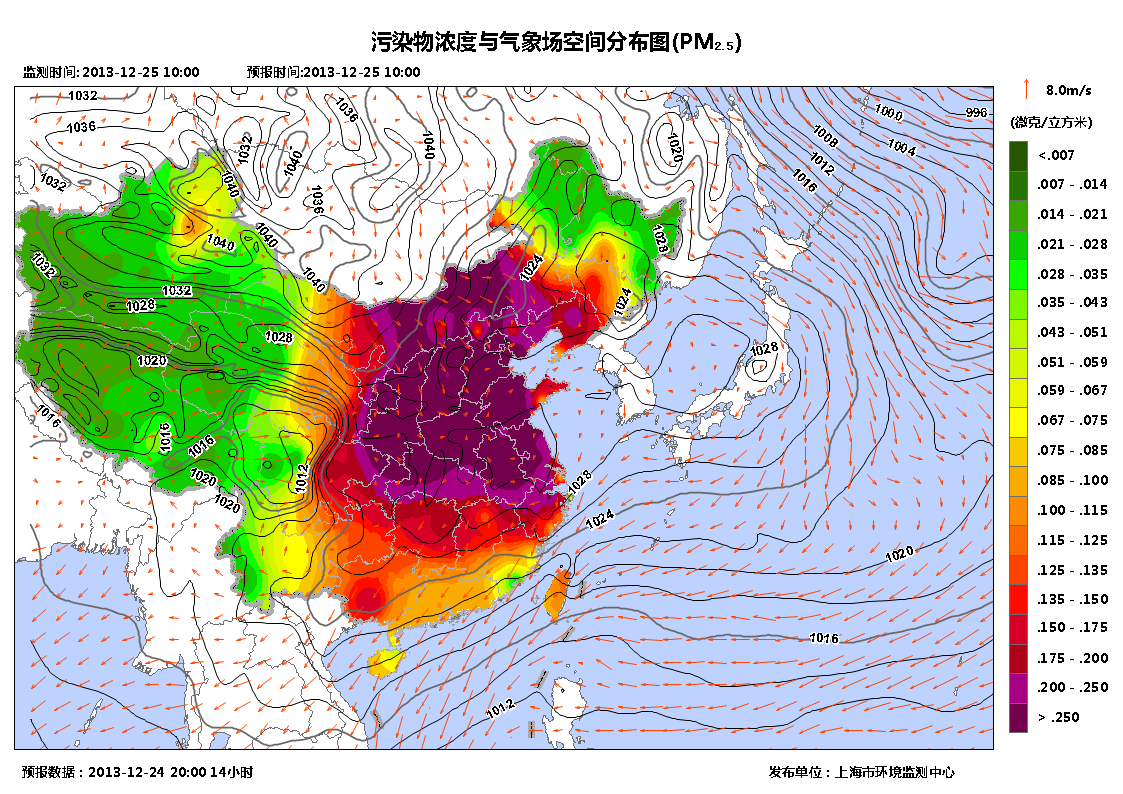 污染物浓度与气象场空间分布图(PM2.5)
监测时间:2013-12-25 10:00 预报时间:2013-12-25 10:00
8.0m/s
(微克/立方米)
<.007
.007 - .014
.014 - .021
.021 - .028
.028 - .035
.035 - .043
.043 - .051
.051 - .059
.059 - .067
.067 - .075
.075 - .085
.085 - .100
.100 - .115
.115 - .125
.125 - .135
.135 - .150
.150 - .175
.175 - .200
.200 - .250
> .250
1032
1036
1032
1036
1032
1040
1040
1040
1036
1020
1000
996
1008
1004
1012
1016
1040
1040
1040
1032
1032
1028
1040
1024
1028
1024
1028
1020
1028
1016
1016
1016
1020
1020
1012
1028
1024
1020
1016
1012
预报数据：2013-12-24 20:00 14小时 发布单位：上海市环境监测中心